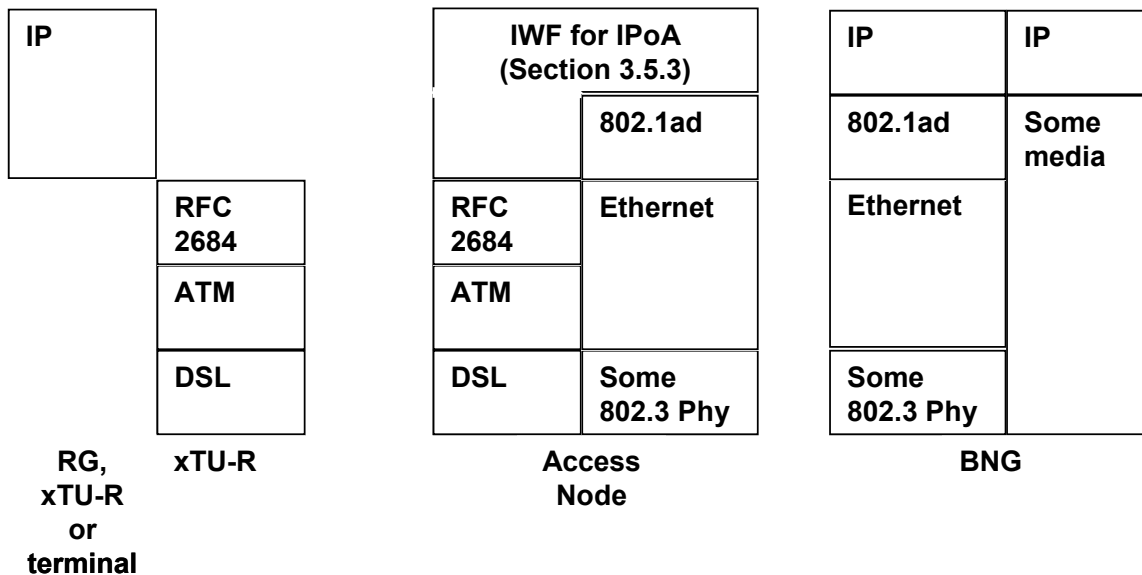 IP
RFC
2684
ATM
DSL
RG,
xTU-R
or
terminal
xTU-R
IWF for IPoA
(Section 3.5.3)
802.1ad
RFC
2684
Ethernet
ATM
DSL
Some
802.3 Phy
Access
Node
IP
IP
802.1ad
Some
media
Ethernet
Some
802.3 Phy
BNG